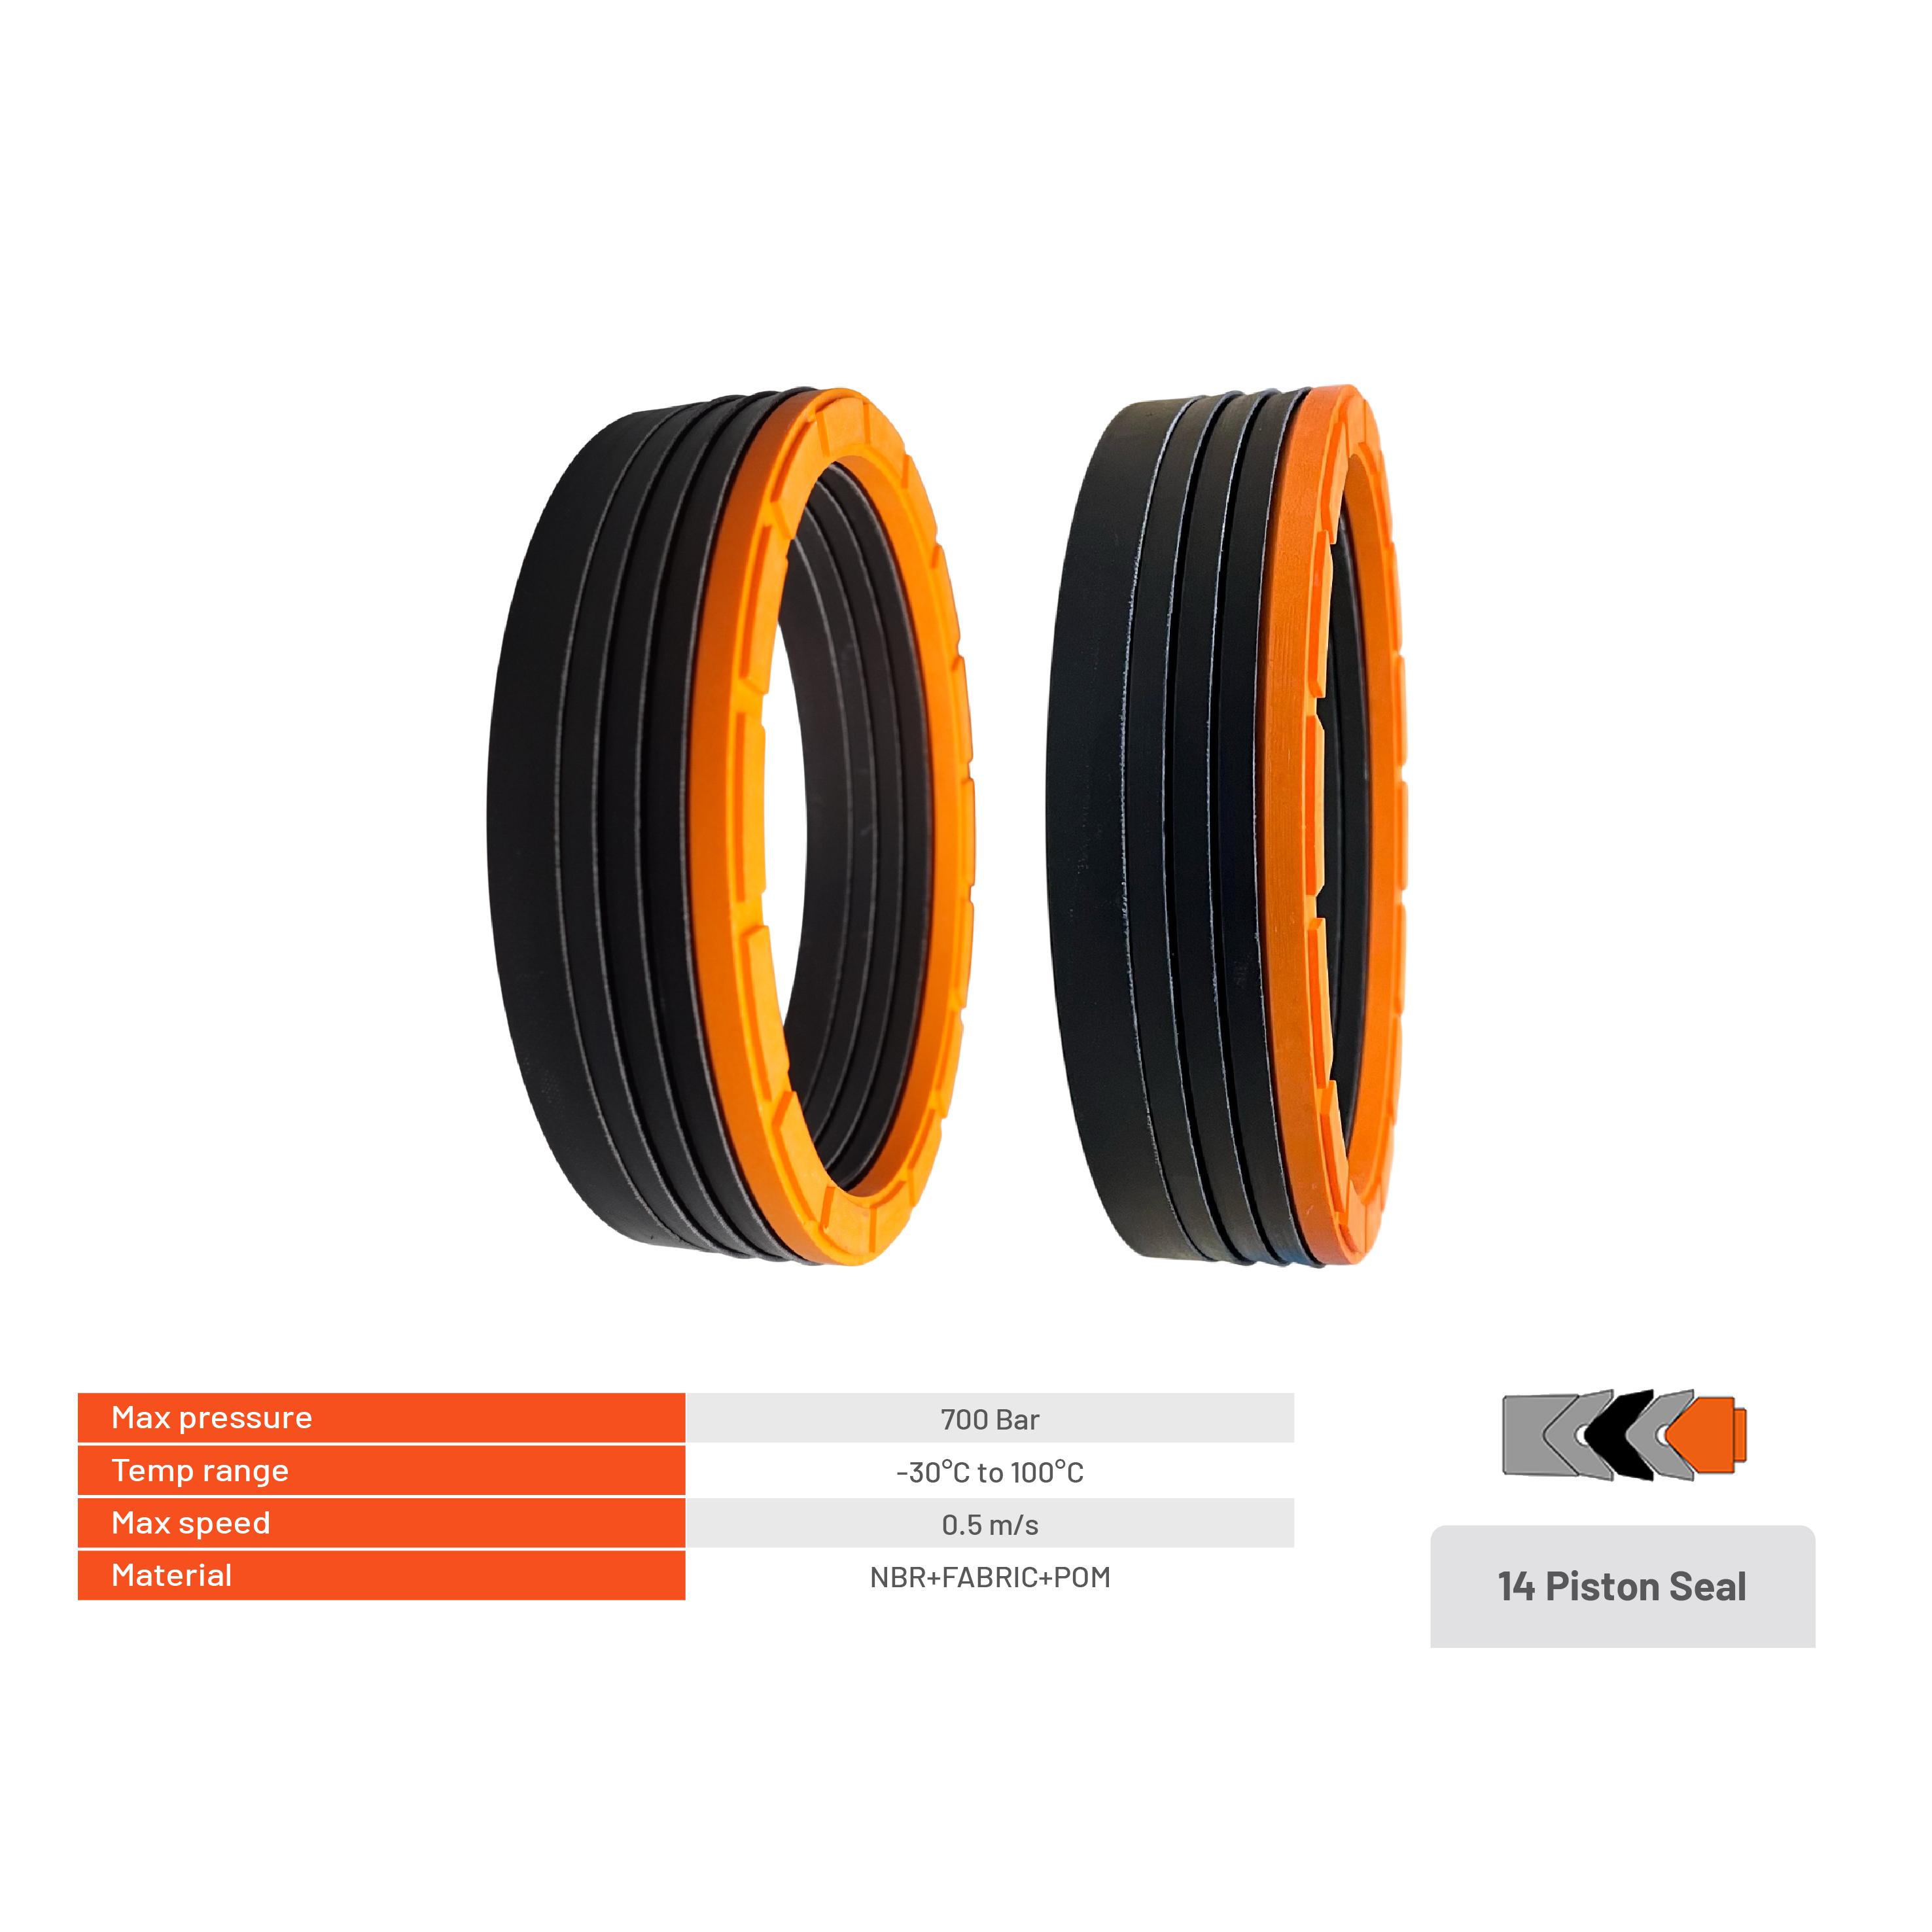 Max pressure 700 Bar
Temp range -30°C to 100°C
Max speed 0.5 m/s
Material NBR+FABRIC+POM
14 Piston Seal